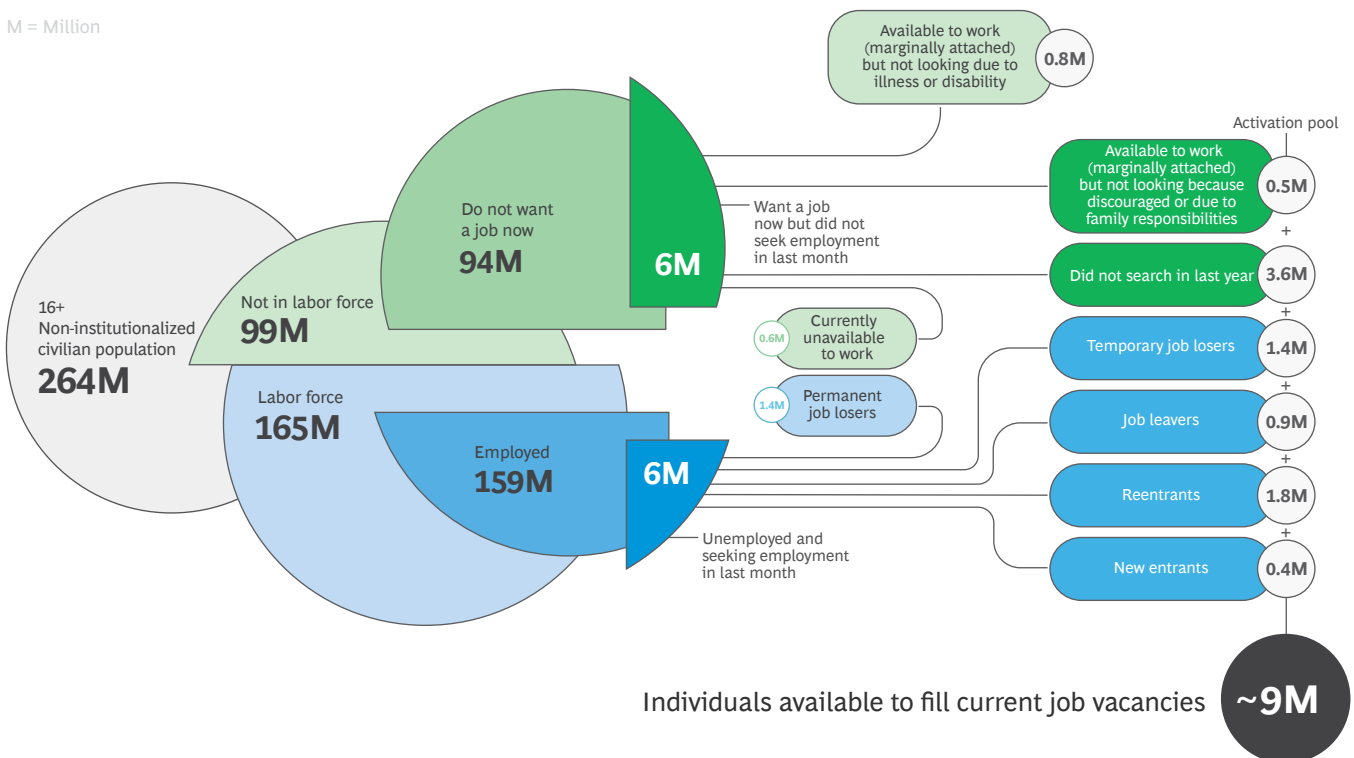 M = Million
Available to work
(marginally attached)
but not looking due to
illness or disability
0.8M
Activation pool
Available to work
(marginally attached)
but not looking because
discouraged or due to
family responsibilities
0.5M
+
Did not search in last year
3.6M
+
Temporary job losers
1.4M
+
Job leavers
0.9M
+
Reentrants
1.8M
+
New entrants
0.4M
16+
Non-institutionalized
civilian population
264M
Not in labor force
99M
Do not want
a job now
94M
6M
Want a job
now but did not
seek employment
in last month
0.6M
Currently
unavailable
to work
1.4M
Permanent
job losers
Labor force
165M
Employed
159M
6M
Unemployed and
seeking employment
in last month
Individuals available to fill current job vacancies
~9M